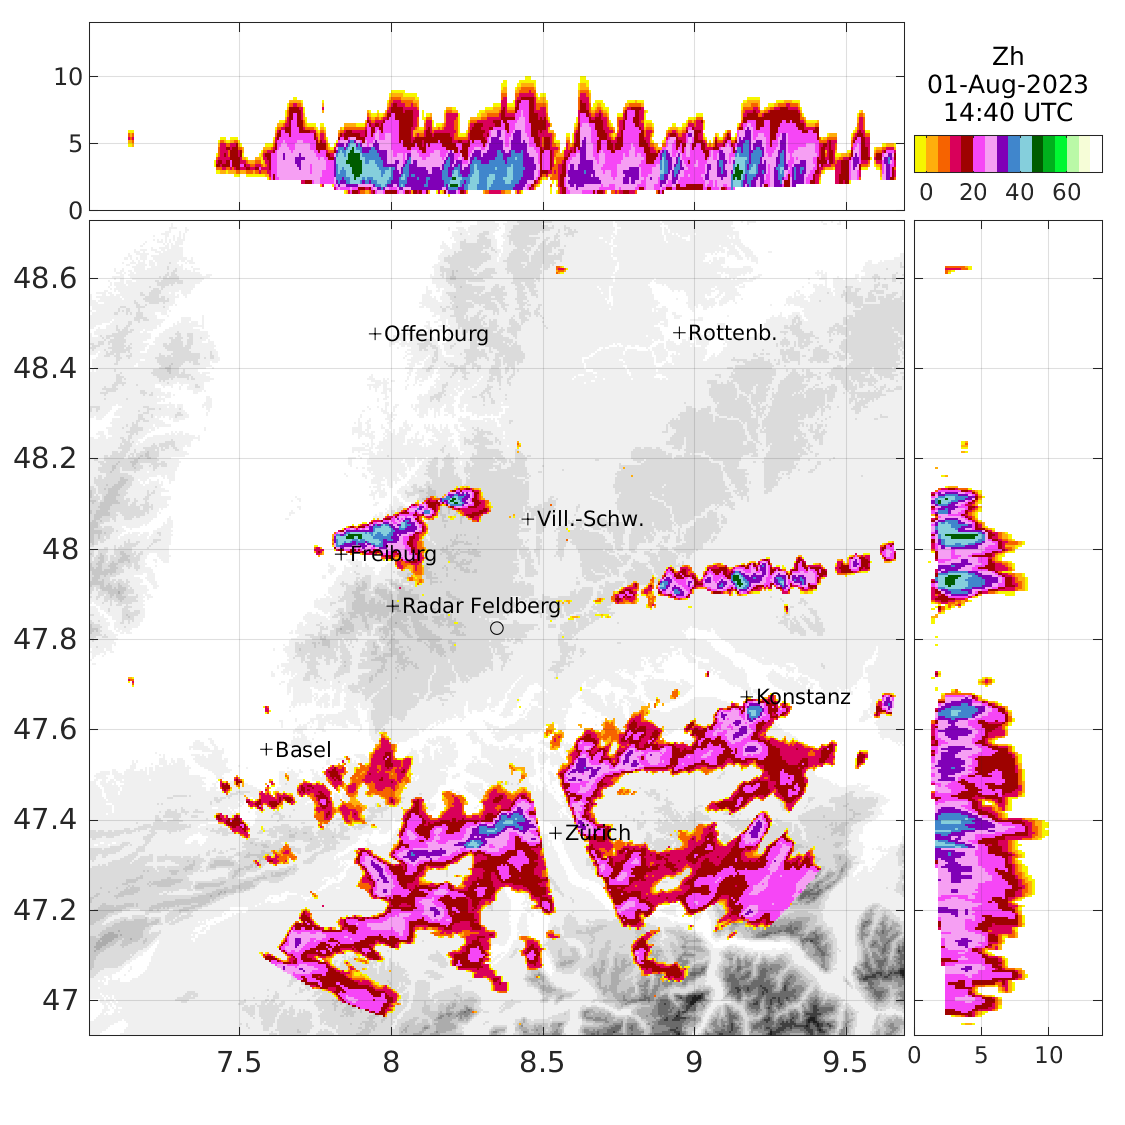 Zh
01-Aug-2023
14:40 UTC
0 20 40 60
10
5
0
48.6
48.4
48.2
48
47.8
47.6
47.4
47.2
47
+Offenburg
+Rottenb.
+Vill.-Schw.
+Freiburg
+Radar Feldberg
+Konstanz
+Basel
+Zürich
7.5 8 8.5 9 9.5
0 5 10